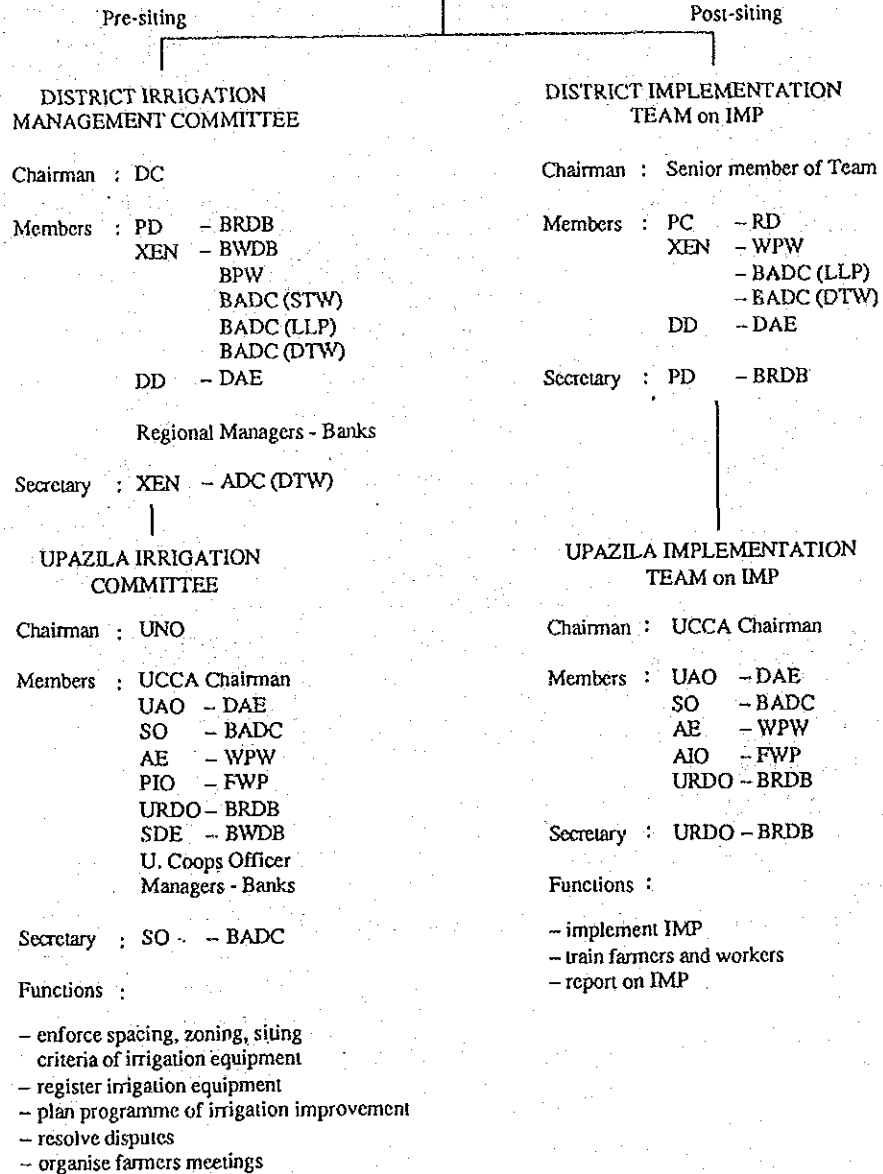 Pre-siting
Post-siting
DISTRICT IRRIGATION
MANAGEMENT COMMITTEE
Chairman : DC
Members : PD – BRDB
XEN – BWDB
BPW
BADC (STW)
BADC (LLP)
BADC (DTW)
DD – DAE
Regional Managers - Banks
Secretary : XEN – ADC (DTW)
UPAZILA IRRIGATION
COMMITTEE
Chairman : UNO
Members : UCCA Chairman
UAO – DAE
SO – BADC
AE – WPW
PIO – FWP
URDO – BRDB
SDE – BWDB
U. Coops Officer
Managers - Banks
Secretary : SO - – BADC
Functions :
– enforce spacing, zoning, siting
criteria of irrigation equipment
– register irrigation equipment
– plan programme of irrigation improvement
– resolve disputes
– organise farmers meetings
DISTRICT IMPLEMENTATION
TEAM on IMP
Chairman : Senior member of Team
Members : PC – RD
XEN – WPW
– BADC (LLP)
– BADC (DTW)
DD – DAE
Secretary : PD – BRDB
UPAZILA IMPLEMENTATION
TEAM on IMP
Chairman : UCCA Chairman
Members : UAO – DAE
SO – BADC
AE – WPW
AIO – FWP
URDO – BRDB
Secretary : URDO – BRDB
Functions :
– implement IMP
– train farmers and workers
– report on IMP